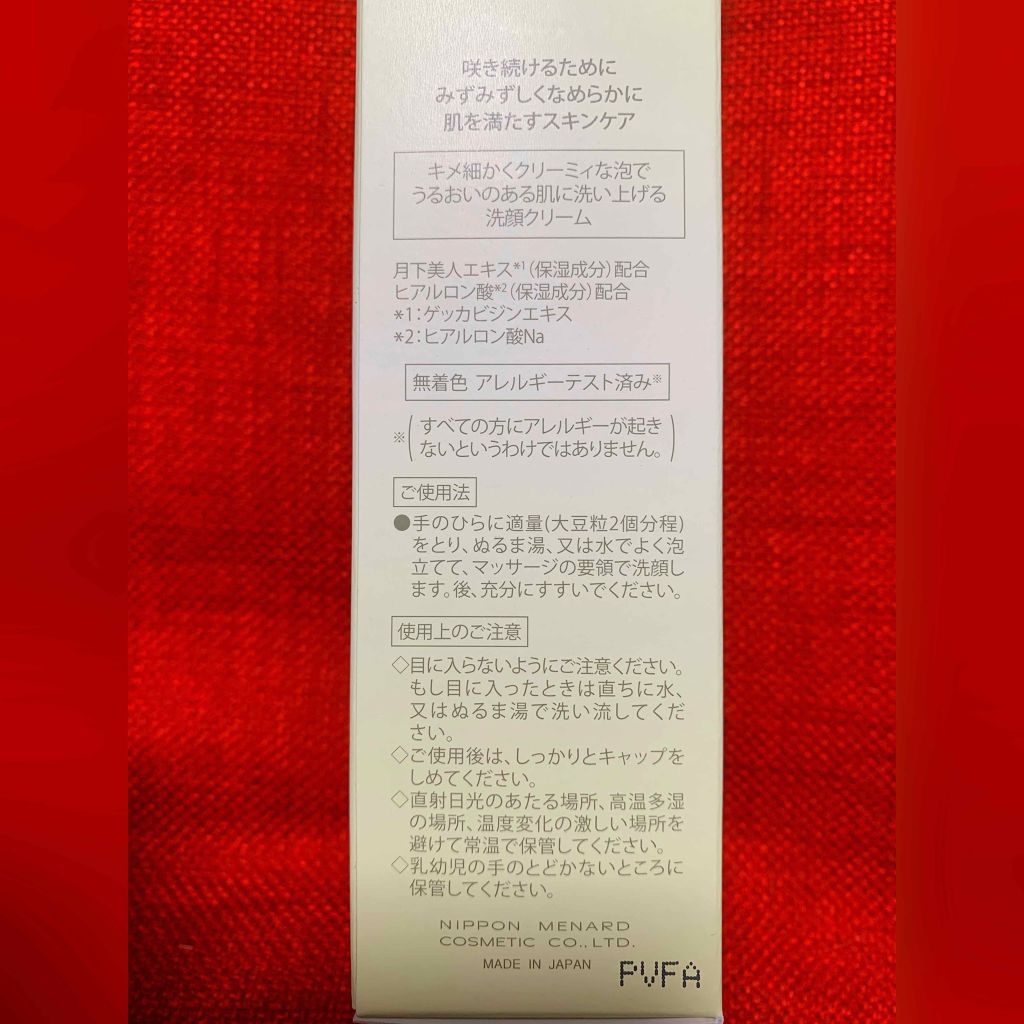 咲き続けるために
みずみずしくなめらかに
肌を満たすスキンケア
キメ細かくクリーミィな泡で
うるおいのある肌に洗い上げる
洗顔クリーム
月下美人エキス*1(保湿成分)配合
ヒアルロン酸*2(保湿成分)配合
*1:ゲッカビジンエキス
*2:ヒアルロン酸Na
無着色 アレルギーテスト済み※
※(すべての方にアレルギーが起き
ないというわけではありません。)
ご使用法
●手のひらに適量(大豆粒2個分程)
をとり、ぬるま湯、又は水でよく泡
立てて、マッサージの要領で洗顔し
ます。後、充分にすすいでください。
使用上のご注意
◇目に入らないようにご注意ください。
もし目に入ったときは直ちに水、
又はぬるま湯で洗い流してくだ
さい。
◇ご使用後は、しっかりとキャップを
しめてください。
◇直射日光のあたる場所、高温多湿
の場所、温度変化の激しい場所を
避けて常温で保管してください。
◇乳幼児の手のとどかないところに
保管してください。
NIPPON MENARD
COSMETIC CO., LTD.
MADE IN JAPAN PVFA